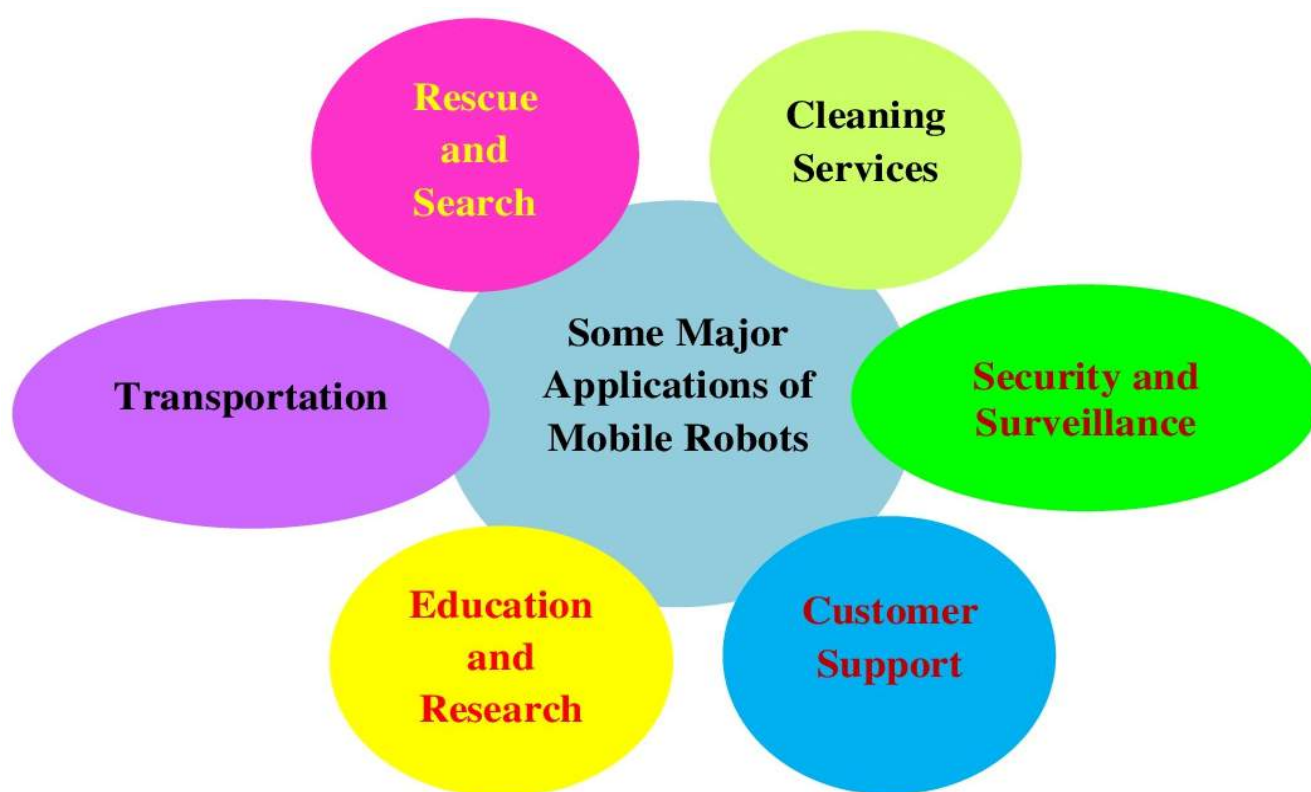 Rescue
and
Search
Cleaning
Services
Some Major
Applications of
Mobile Robots
Transportation
Security and
Surveillance
Education
and
Research
Customer
Support